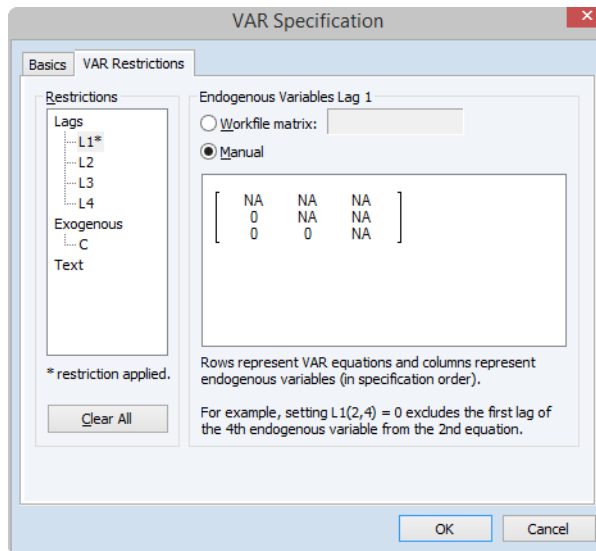 VAR Specification
Basics
VAR Restrictions
Restrictions
Lags
L1*
L2
L3
L4
Exogenous
C
Text
* restriction applied.
Clear All
Endogenous Variables Lag 1
Workfile matrix:
Manual
NA NA NA
0 NA NA
0 0 NA
Rows represent VAR equations and columns represent
endogenous variables (in specification order).
For example, setting L1(2,4) = 0 excludes the first lag of
the 4th endogenous variable from the 2nd equation.
OK
Cancel